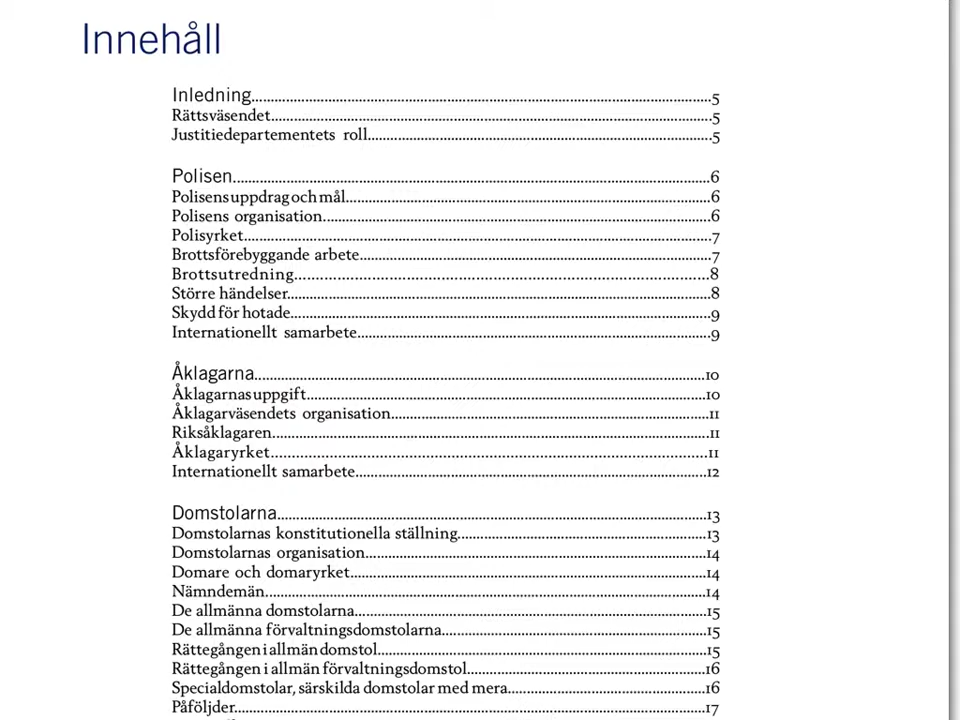 Innehåll
Inledning.....5
Rättsväsendet.....5
Justitiedepartementets roll.....5
Polisen.....6
Polisens uppdrag och mål.....6
Polisens organisation.....6
Polisyrket.....7
Brottsförebyggande arbete.....7
Brottsutredning.....8
Större händelser.....8
Skydd för hotade.....9
Internationellt samarbete.....9
Åklagarna.....10
Åklagarnas uppgift.....10
Åklagarväsendets organisation.....11
Riksåklagaren.....11
Åklagaryrket.....11
Internationellt samarbete.....12
Domstolarna.....13
Domstolarnas konstitutionella ställning.....13
Domstolarnas organisation.....14
Domare och domaryrket.....14
Nämndemän.....14
De allmänna domstolarna.....15
De allmänna förvaltningsdomstolarna.....15
Rättegången i allmän domstol.....15
Rättegången i allmän förvaltningsdomstol.....16
Specialdomstolar, särskilda domstolar med mera.....16
Påföljder.....17